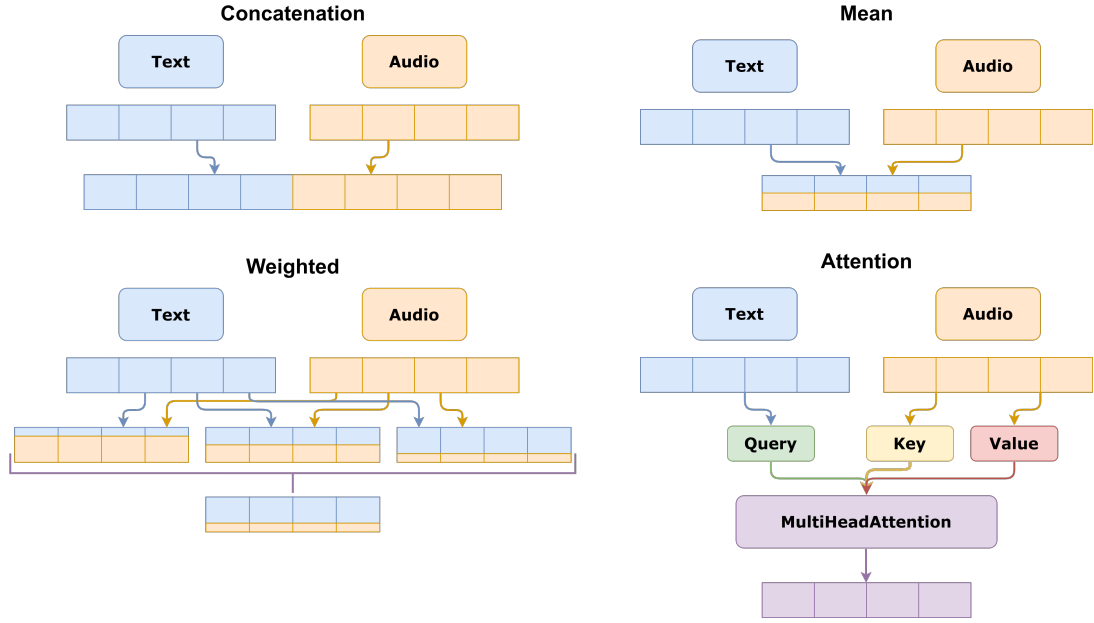 Concatenation
Text
Audio
Mean
Text
Audio
Weighted
Text
Audio
Attention
Text
Audio
Query
Key
Value
MultiHeadAttention